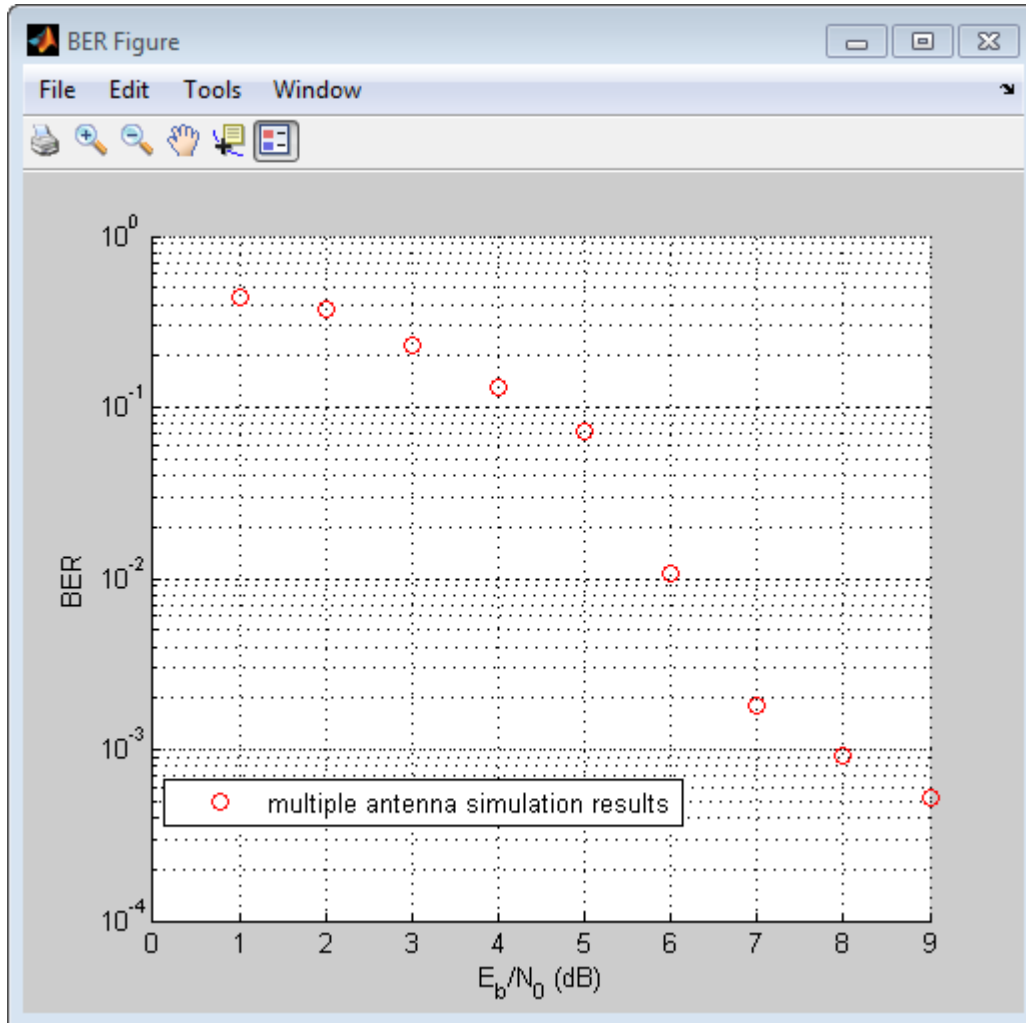 BER Figure
File Edit Tools Window
10^0
10^-1
10^-2
10^-3
10^-4
BER
multiple antenna simulation results
0 1 2 3 4 5 6 7 8 9
E_b/N_0 (dB)